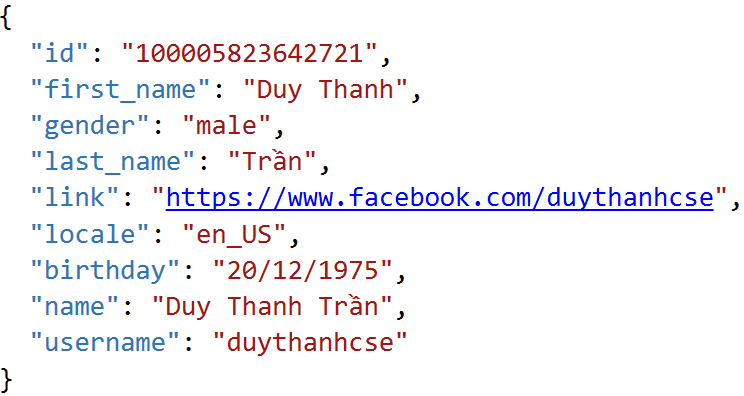 {
"id": "100005823642721",
"first_name": "Duy Thanh",
"gender": "male",
"last_name": "Trần",
"link": "https://www.facebook.com/duythanhcse",
"locale": "en_US",
"birthday": "20/12/1975",
"name": "Duy Thanh Trần",
"username": "duythanhcse"
}